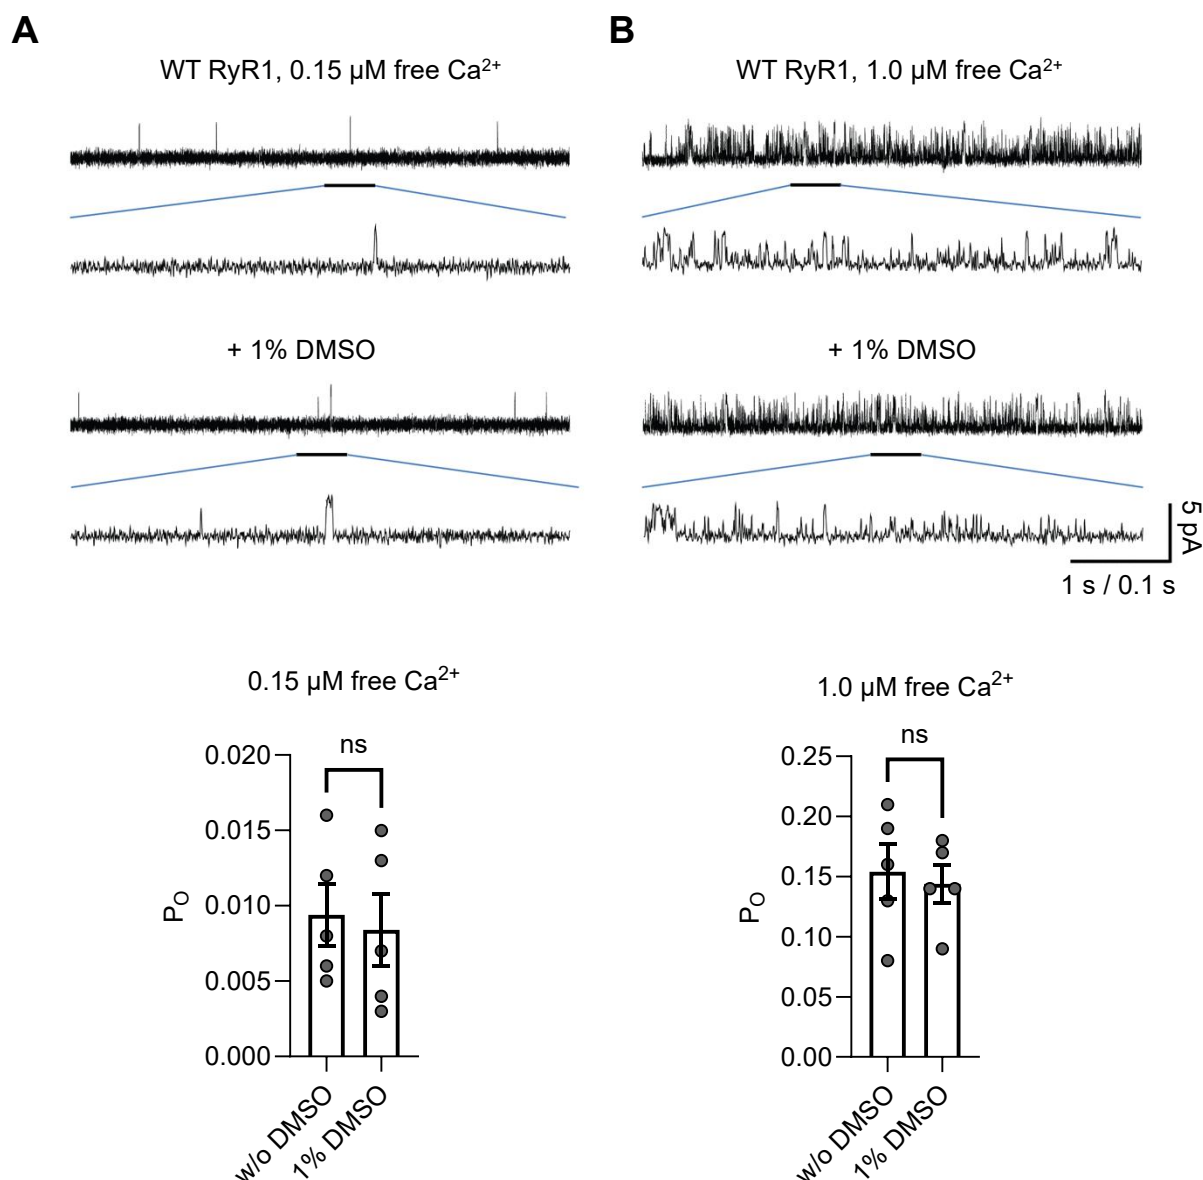 A
B
WT RyR1, 0.15 µM free Ca²⁺
WT RyR1, 1.0 µM free Ca²⁺
+ 1% DMSO
+ 1% DMSO
5 pA
1 s / 0.1 s
0.15 µM free Ca²⁺
ns
0.020
0.015
0.010
0.005
0.000
P_O
w/o DMSO
1% DMSO
1.0 µM free Ca²⁺
ns
0.25
0.20
0.15
0.10
0.05
0.00
P_O
w/o DMSO
1% DMSO